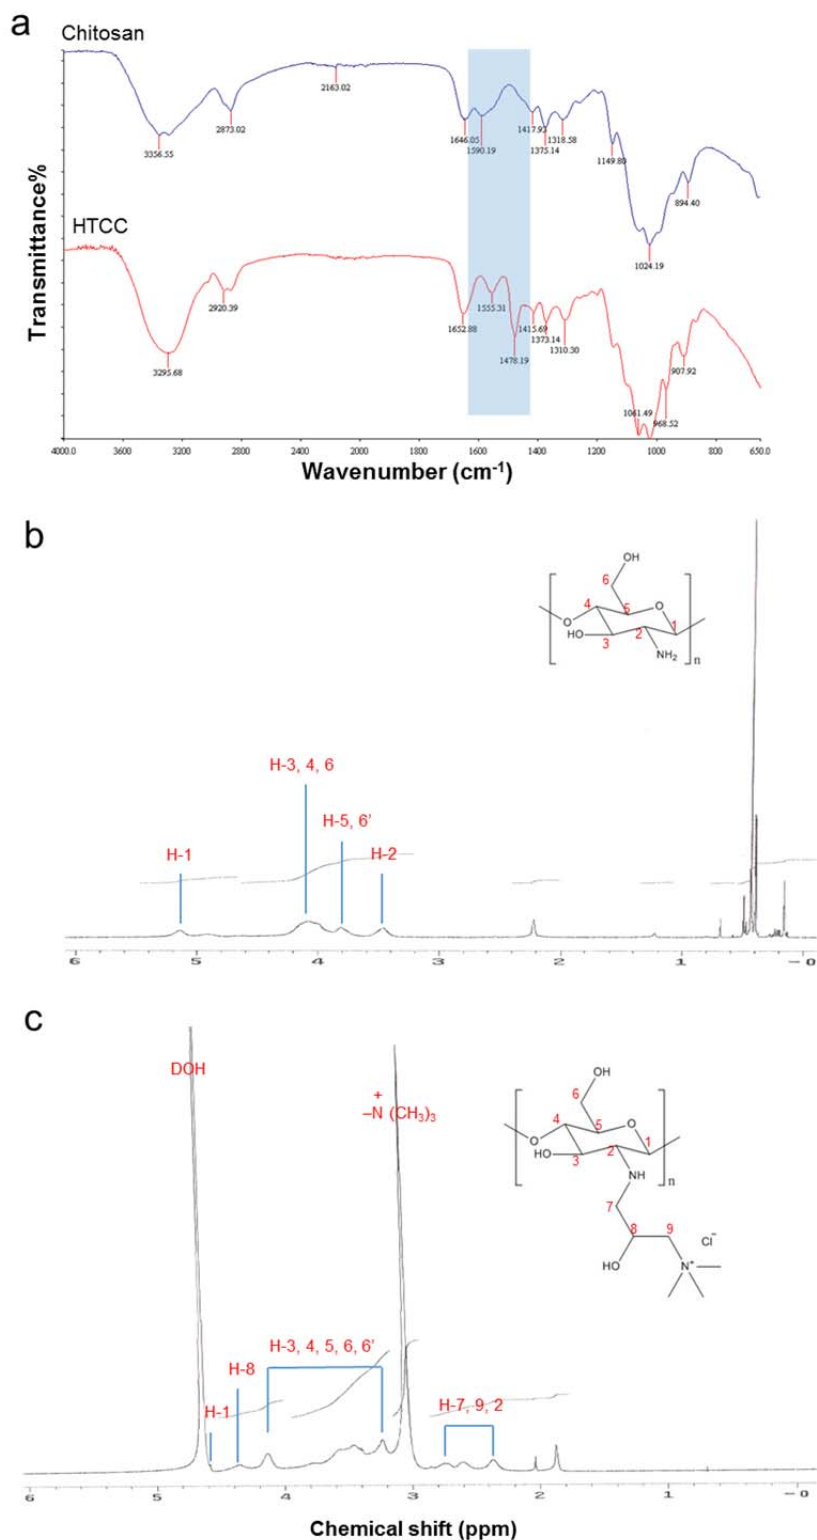 a
Chitosan
2163.02
2873.02
3356.55
1646.05
1590.19
1417.93
1375.14
1318.58
1149.80
894.40
1024.19
HTCC
2920.39
3295.68
1652.88
1555.31
1478.19
1415.69
1373.14
1310.30
1061.49
968.52
907.92
Transmittance%
4000.0 3600 3200 2800 2400 2000 1800 1600 1400 1200 1000 800 650.0
Wavenumber (cm-1)
b
OH
6
4
5
O
O
1
HO
3
2
NH2
n
H-3, 4, 6
H-5, 6'
H-1
H-2
6 5 4 3 2 1 -0
c
DOH
+
–N (CH3)3
OH
6
4
5
O
O
1
HO
3
2
NH
n
7
8
9
HO
N+
Cl-
H-3, 4, 5, 6, 6'
H-8
H-1
H-7, 9, 2
6 5 4 3 2 1 -0
Chemical shift (ppm)